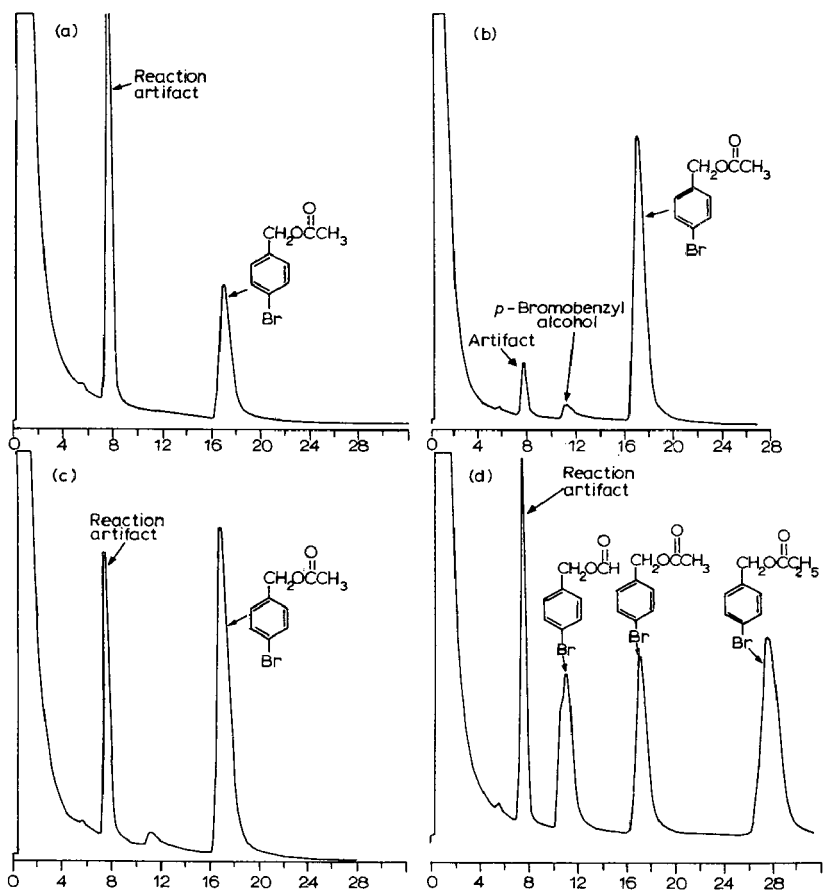 (a)
Reaction
artifact
O
CH2OCCH3
Br
0 4 8 12 16 20 24 28
(b)
O
CH2OCCH3
Br
p-Bromobenzyl
alcohol
Artifact
0 4 8 12 16 20 24 28
(c)
Reaction
artifact
O
CH2OCCH3
Br
0 4 8 12 16 20 24 28
(d)
Reaction
artifact
O
CH2OCH
Br
O
CH2OCCH3
Br
O
CH2OCC2H5
Br
0 4 8 12 16 20 24 28